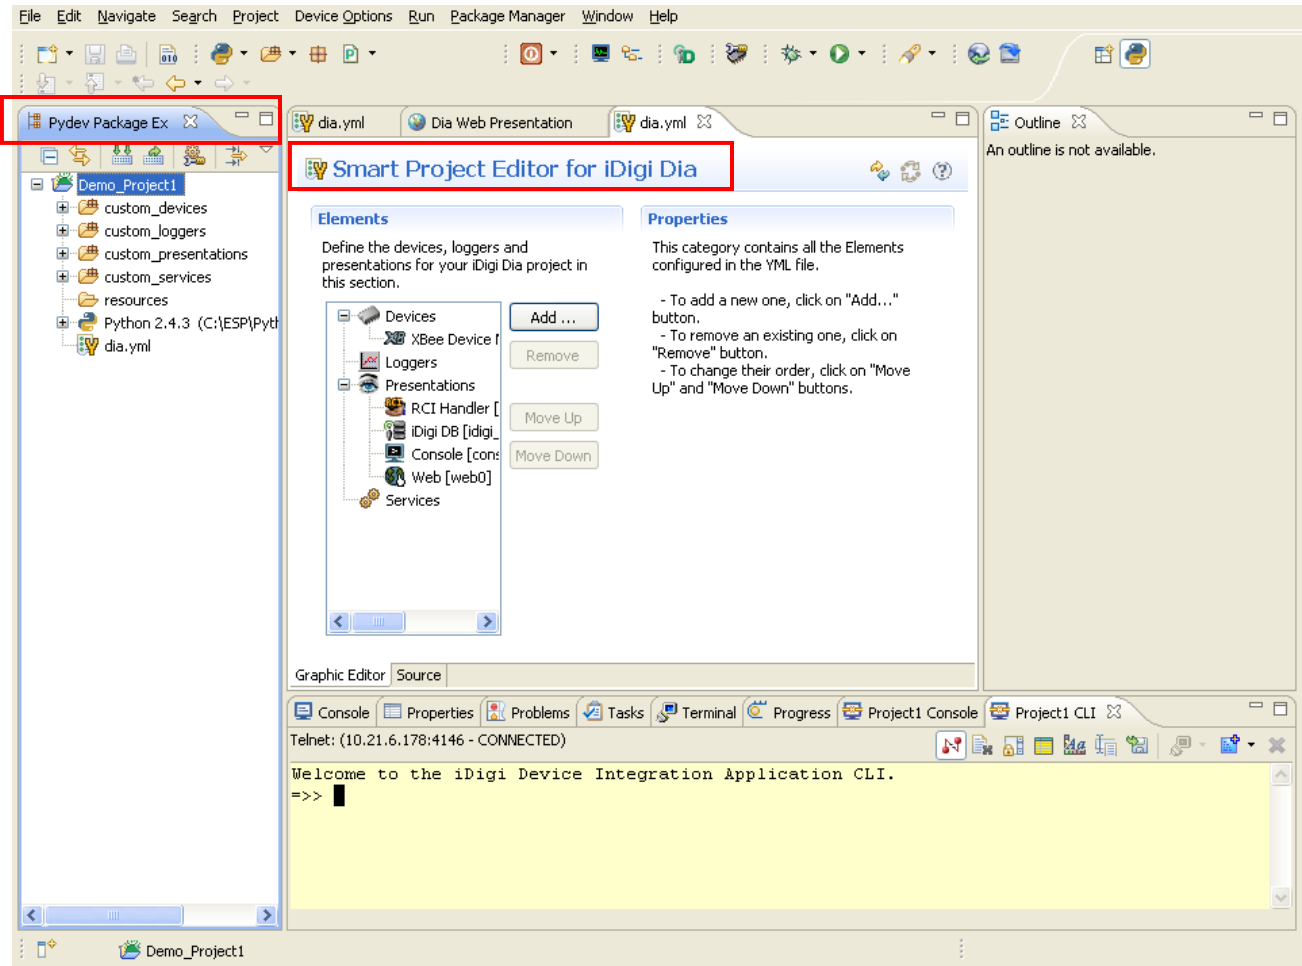 File Edit Navigate Search Project Device Options Run Package Manager Window Help
Pydev Package Ex
dia.yml
Dia Web Presentation
dia.yml
Outline
An outline is not available.
Smart Project Editor for iDigi Dia
Demo_Project1
custom_devices
custom_loggers
custom_presentations
custom_services
resources
Python 2.4.3 (C:\ESP\Pyt
dia.yml
Elements
Define the devices, loggers and
presentations for your iDigi Dia project in
this section.
Devices
XBee Device
Loggers
Presentations
RCI Handler [
iDigi DB [idigi_
Console [con
Web [web0]
Services
Add ...
Remove
Move Up
Move Down
Properties
This category contains all the Elements
configured in the YML file.
- To add a new one, click on "Add..."
button.
- To remove an existing one, click on
"Remove" button.
- To change their order, click on "Move
Up" and "Move Down" buttons.
Graphic Editor
Source
Console Properties Problems Tasks Terminal Progress Project1 Console Project1 CLI
Telnet: (10.21.6.178:4146 - CONNECTED)
Welcome to the iDigi Device Integration Application CLI.
=>>
Demo_Project1